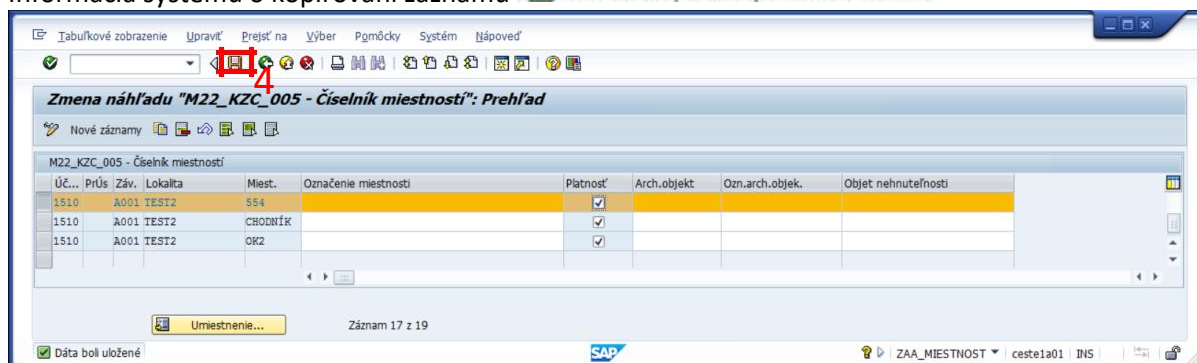 Informácia systému o kopírovaní záznamu
Tabuľkové zobrazenie Upraviť Prejsť na Výber Pomôcky Systém Nápoveď
4
Zmena náhľadu "M22_KZC_005 - Číselník miestností": Prehľad
Nové záznamy
M22_KZC_005 - Číselník miestností
Úč... PrÚs Záv. Lokalita Miest. Označenie miestnosti Platnosť Arch.objekt Ozn.arch.objek. Objet nehnuteľnosti
1510 A001 TEST2 554
1510 A001 TEST2 CHODNÍK
1510 A001 TEST2 OK2
Umiestnenie... Záznam 17 z 19
Dáta boli uložené SAP ZAA_MIESTNOST ceste1a01 INS